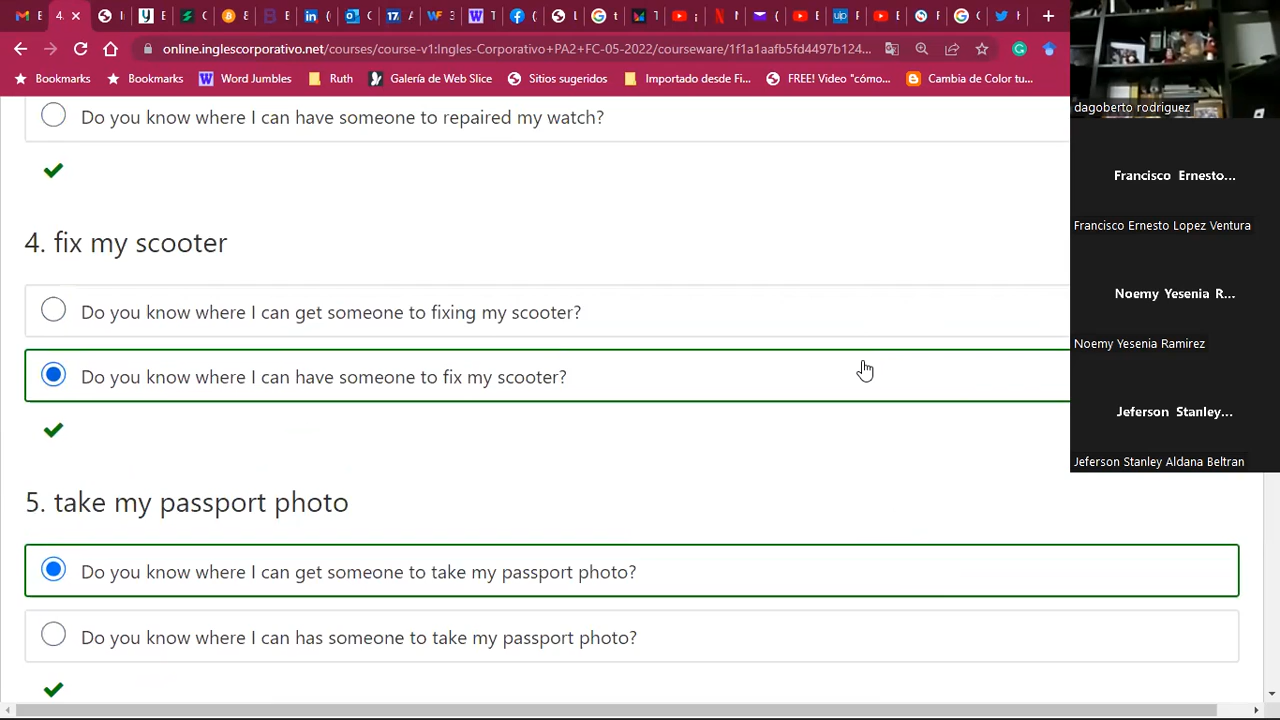 4.
online.inglescorporativo.net/courses/course-v1:Ingles-Corporativo+PA2+FC-05-2022/courseware/1f1a1aafb5fd4497b124...
Bookmarks
Bookmarks
Word Jumbles
Ruth
Galería de Web Slice
Sitios sugeridos
Importado desde Fi...
FREE! Video "cómo...
Cambia de Color tu...
Do you know where I can have someone to repaired my watch?
4. fix my scooter
Do you know where I can get someone to fixing my scooter?
Do you know where I can have someone to fix my scooter?
5. take my passport photo
Do you know where I can get someone to take my passport photo?
Do you know where I can has someone to take my passport photo?
dagoberto rodriguez
Francisco Ernesto...
Francisco Ernesto Lopez Ventura
Noemy Yesenia R...
Noemy Yesenia Ramirez
Jeferson Stanley...
Jeferson Stanley Aldana Beltran